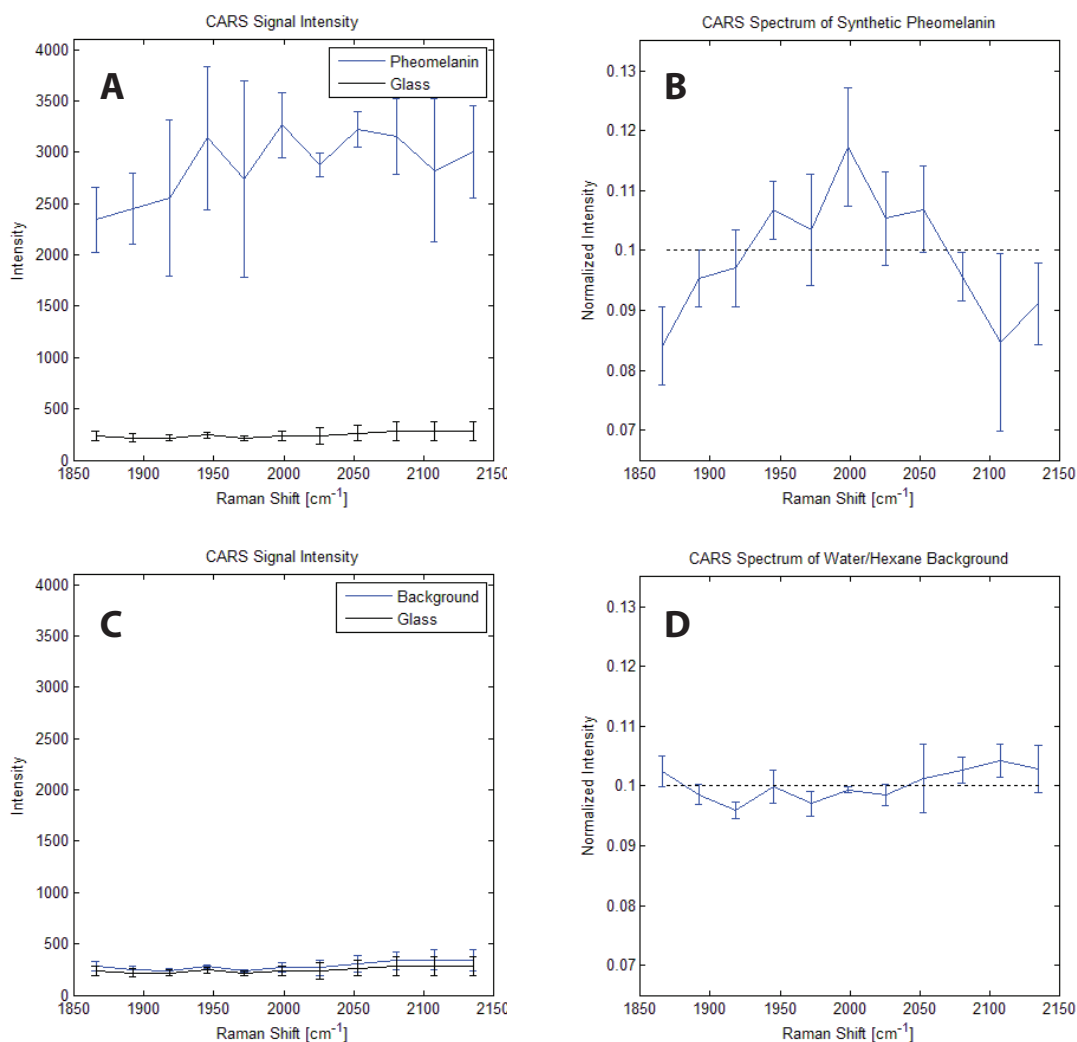 CARS Signal Intensity
A
Pheomelanin
Glass
4000
3500
3000
2500
2000
1500
1000
500
0
Intensity
1850 1900 1950 2000 2050 2100 2150
Raman Shift [cm⁻¹]
CARS Spectrum of Synthetic Pheomelanin
B
0.13
0.12
0.11
0.1
0.09
0.08
0.07
Normalized Intensity
1850 1900 1950 2000 2050 2100 2150
Raman Shift [cm⁻¹]
CARS Signal Intensity
C
Background
Glass
4000
3500
3000
2500
2000
1500
1000
500
0
Intensity
1850 1900 1950 2000 2050 2100 2150
Raman Shift [cm⁻¹]
CARS Spectrum of Water/Hexane Background
D
0.13
0.12
0.11
0.1
0.09
0.08
0.07
Normalized Intensity
1850 1900 1950 2000 2050 2100 2150
Raman Shift [cm⁻¹]